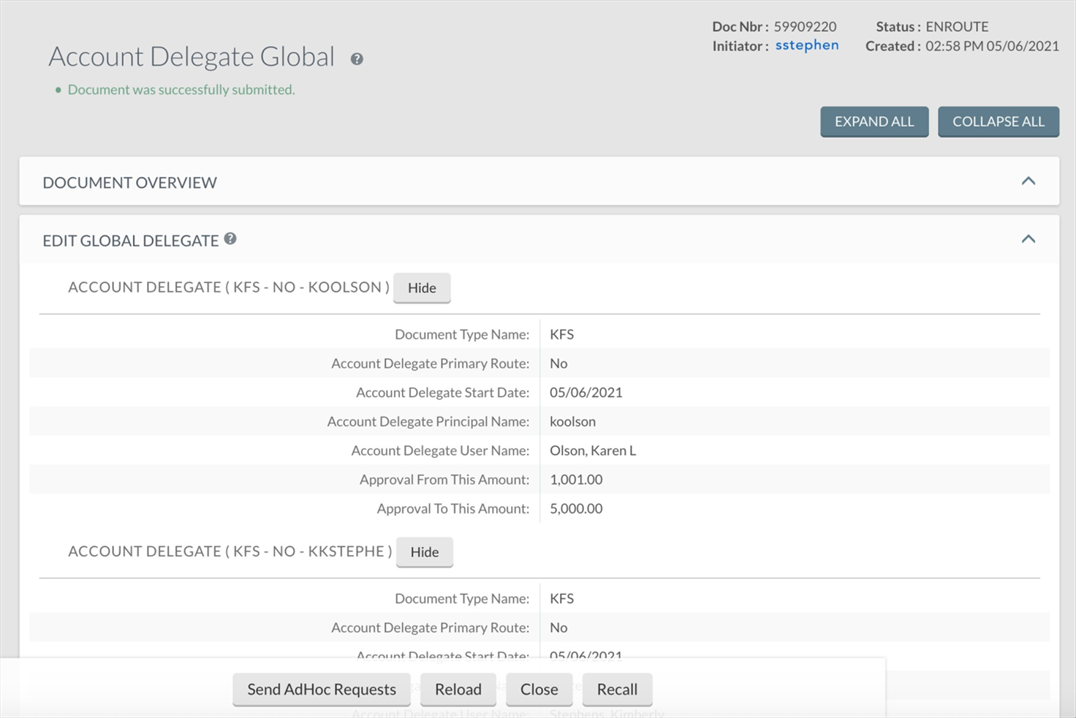 Doc Nbr : 59909220 Status : ENROUTE
Initiator : sstephen Created : 02:58 PM 05/06/2021
Account Delegate Global ?
• Document was successfully submitted.
EXPAND ALL COLLAPSE ALL
DOCUMENT OVERVIEW
EDIT GLOBAL DELEGATE ?
ACCOUNT DELEGATE ( KFS - NO - KOOLSON ) Hide
Document Type Name: KFS
Account Delegate Primary Route: No
Account Delegate Start Date: 05/06/2021
Account Delegate Principal Name: koolson
Account Delegate User Name: Olson, Karen L
Approval From This Amount: 1,001.00
Approval To This Amount: 5,000.00
ACCOUNT DELEGATE ( KFS - NO - KKSTEPHE ) Hide
Document Type Name: KFS
Account Delegate Primary Route: No
Account Delegate Start Date: 05/06/2021
Send AdHoc Requests Reload Close Recall
Account Delegate User Name: Stephens, Kimberly